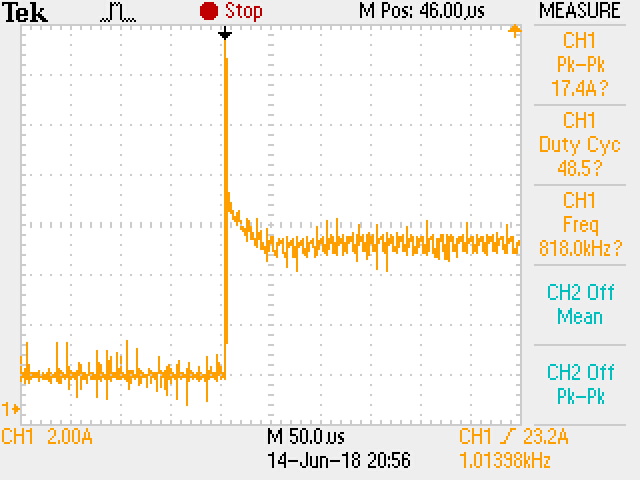 Tek Stop M Pos: 46.00µs MEASURE
CH1
Pk-Pk
17.4A?
CH1
Duty Cyc
48.5?
CH1
Freq
818.0kHz?
CH2 Off
Mean
CH2 Off
Pk-Pk
1
CH1 2.00A M 50.0µs CH1 23.2A
14-Jun-18 20:56 1.01398kHz